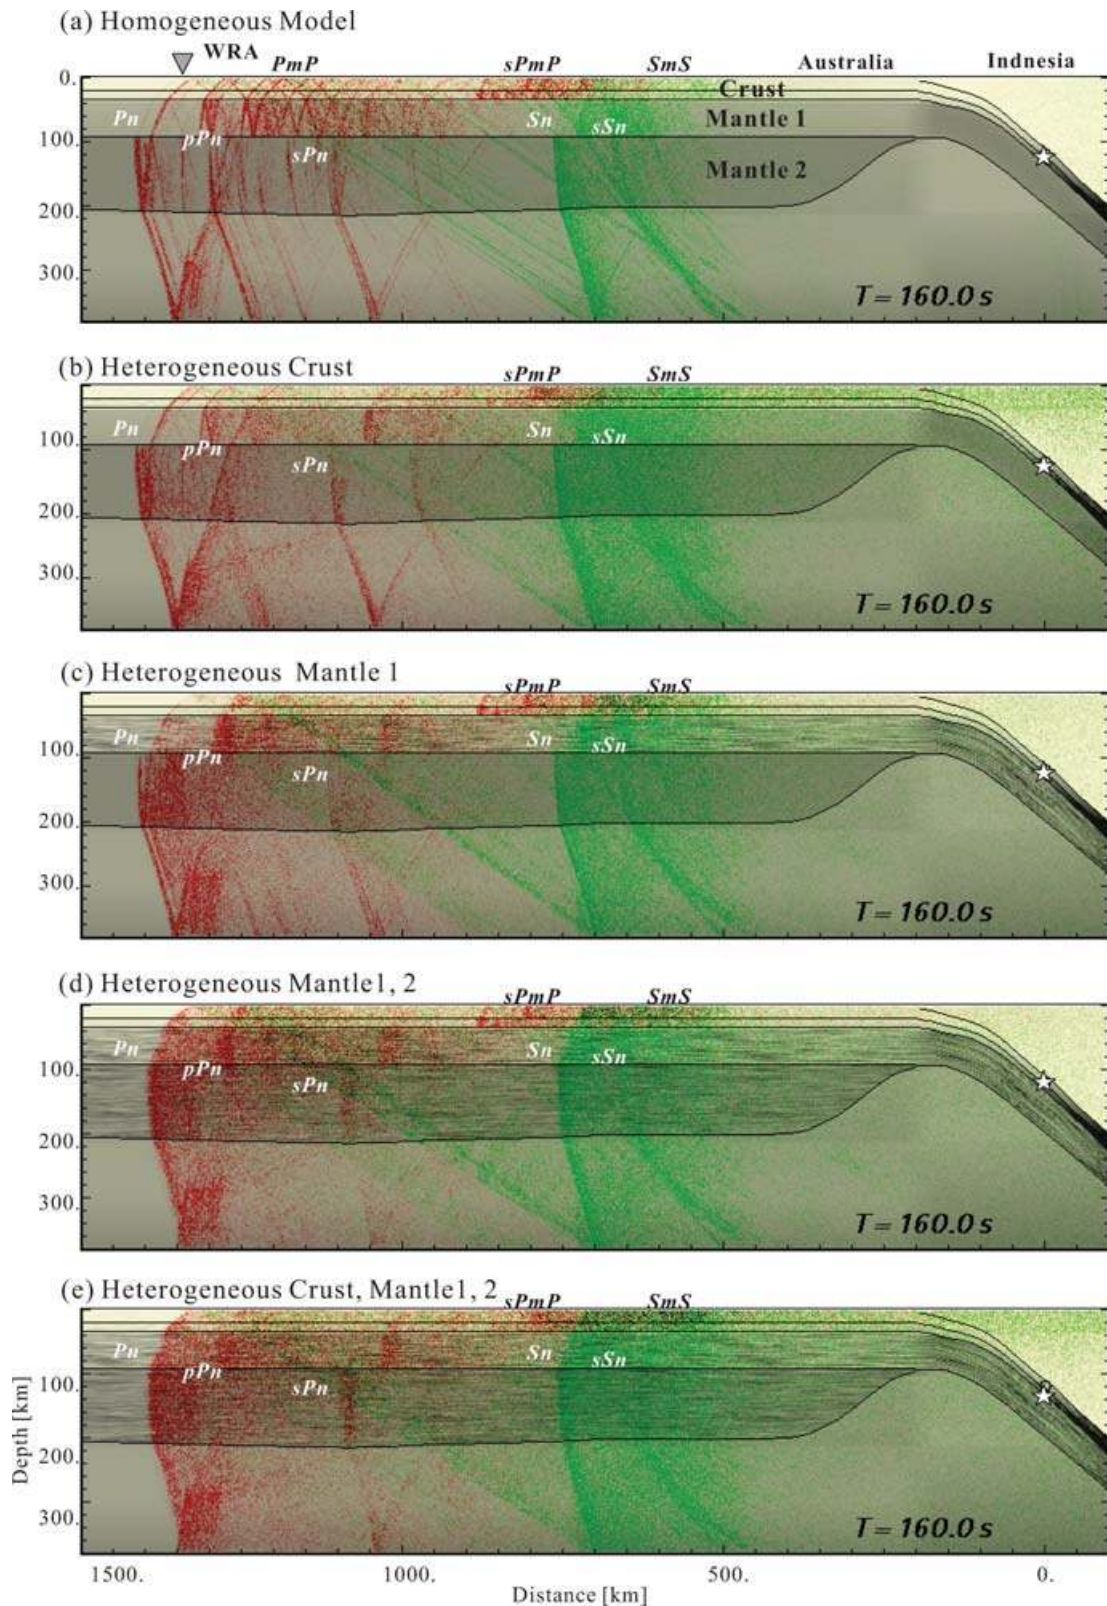 (a) Homogeneous Model
WRA PmP sPmP SmS Australia Indnesia
0.
Crust
Pn Sn Mantle 1
pPn sSn
100.
sPn
Mantle 2
200.
300.
T = 160.0 s
(b) Heterogeneous Crust
sPmP SmS
Pn Sn
100. pPn sSn
sPn
200.
300.
T = 160.0 s
(c) Heterogeneous Mantle 1
sPmP SmS
Pn Sn
100. pPn sSn
sPn
200.
300.
T = 160.0 s
(d) Heterogeneous Mantle1, 2
sPmP SmS
Pn Sn
100. pPn sSn
sPn
200.
300.
T = 160.0 s
(e) Heterogeneous Crust, Mantle1, 2
sPmP SmS
Pn Sn
pPn sSn
100. sPn
200.
300.
T = 160.0 s
Depth [km]
1500. 1000. 500. 0.
Distance [km]